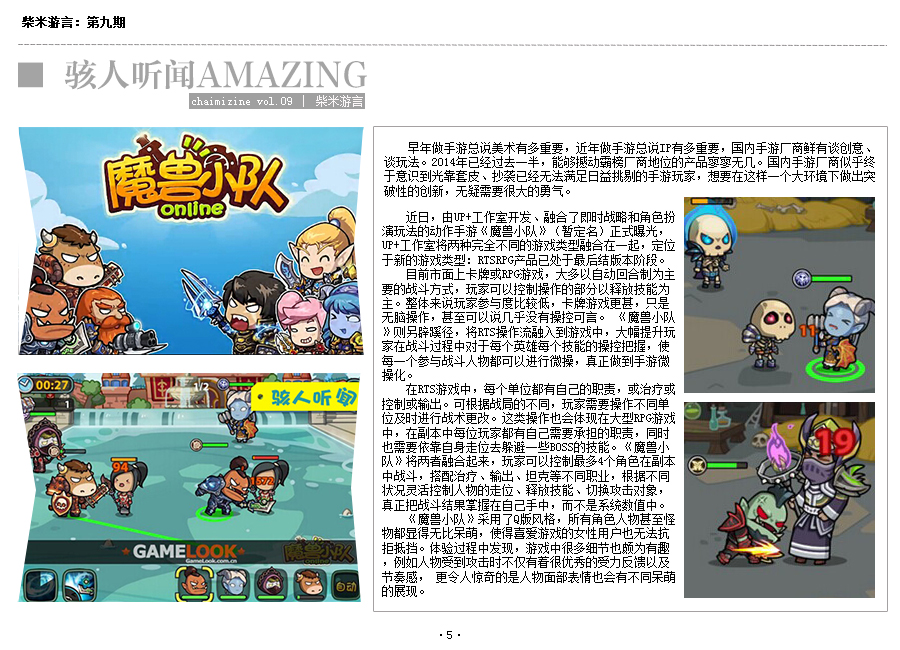 柴米游言：第九期
骇人听闻AMAZING
chaimizine vol.09 | 柴米游言
魔兽小队
online
00:27
1
1/2
骇人听闻
94
672
GAMELOOK
GameLook.com.cn
魔兽小队
自动
早年做手游总说美术有多重要，近年做手游总说IP有多重要，国内手游厂商鲜有谈创意、
谈玩法。2014年已经过去一半，能够撼动霸榜厂商地位的产品寥寥无几。国内手游厂商似乎终
于意识到光靠套皮、抄袭已经无法满足日益挑剔的手游玩家，想要在这样一个大环境下做出突
破性的创新，无疑需要很大的勇气。
近日，由UP+工作室开发、融合了即时战略和角色扮
演玩法的动作手游《魔兽小队》（暂定名）正式曝光，
UP+工作室将两种完全不同的游戏类型融合在一起，定位
于新的游戏类型：RTSRPG产品已处于最后结版本阶段。
目前市面上卡牌或RPG游戏，大多以自动回合制为主
要的战斗方式，玩家可以控制操作的部分以释放技能为
主。整体来说玩家参与度比较低，卡牌游戏更甚，只是
无脑操作，甚至可以说几乎没有操控可言。《魔兽小队
》则另辟蹊径，将RTS操作流融入到游戏中，大幅提升玩
家在战斗过程中对于每个英雄每个技能的操控把握，使
每一个参与战斗人物都可以进行微操，真正做到手游微
操化。
在RTS游戏中，每个单位都有自己的职责，或治疗或
控制或输出。可根据战局的不同，玩家需要操作不同单
位及时进行战术更改。这类操作也会体现在大型RPG游戏
中，在副本中每位玩家都有自己需要承担的职责，同时
也需要依靠自身走位去躲避一些BOSS的技能。《魔兽小
队》将两者融合起来，玩家可以控制最多4个角色在副本
中战斗，搭配治疗、输出、坦克等不同职业，根据不同
状况灵活控制人物的走位、释放技能、切换攻击对象，
真正把战斗结果掌握在自己手中，而不是系统数值中。
《魔兽小队》采用了Q版风格，所有角色人物甚至怪
物都显得无比呆萌，使得喜爱游戏的女性用户也无法抗
拒抵挡。体验过程中发现，游戏中很多细节也颇为有趣
，例如人物受到攻击时不仅有着很优秀的受力反馈以及
节奏感， 更令人惊奇的是人物面部表情也会有不同呆萌
的展现。
11
19
·5·